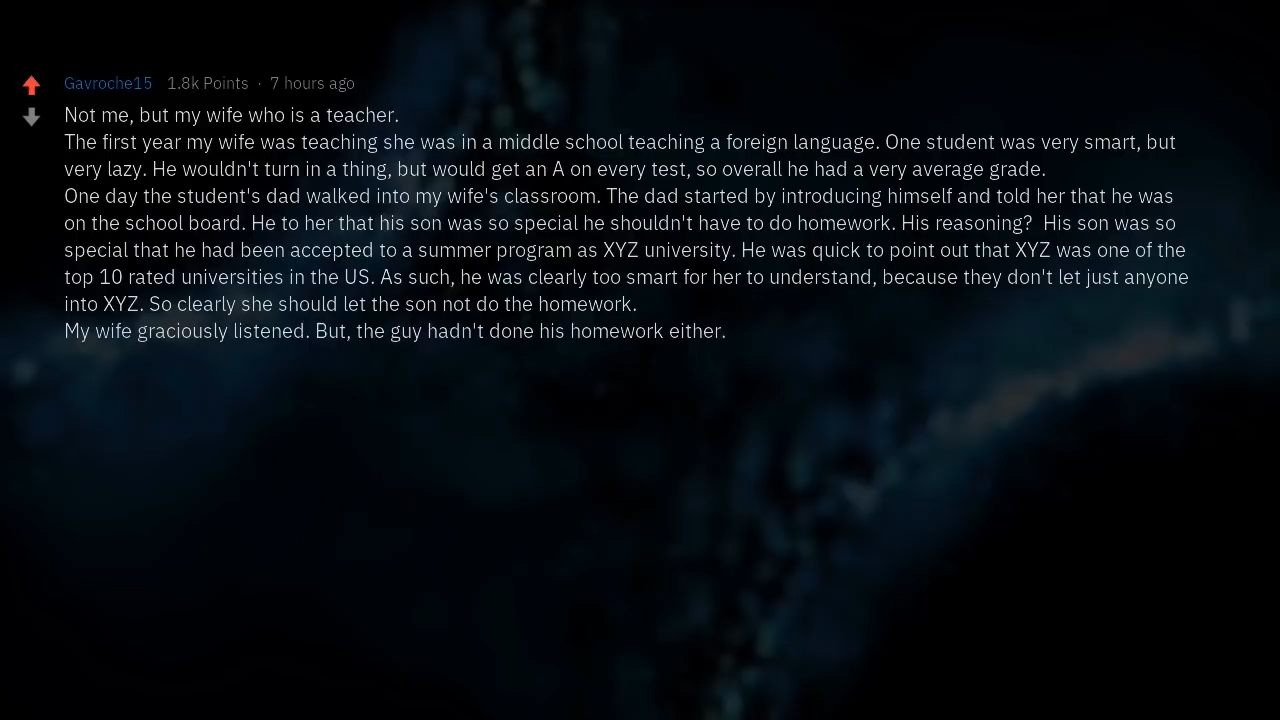 Gavroche15 1.8k Points · 7 hours ago
Not me, but my wife who is a teacher.
The first year my wife was teaching she was in a middle school teaching a foreign language. One student was very smart, but
very lazy. He wouldn't turn in a thing, but would get an A on every test, so overall he had a very average grade.
One day the student's dad walked into my wife's classroom. The dad started by introducing himself and told her that he was
on the school board. He to her that his son was so special he shouldn't have to do homework. His reasoning?  His son was so
special that he had been accepted to a summer program as XYZ university. He was quick to point out that XYZ was one of the
top 10 rated universities in the US. As such, he was clearly too smart for her to understand, because they don't let just anyone
into XYZ. So clearly she should let the son not do the homework.
My wife graciously listened. But, the guy hadn't done his homework either.